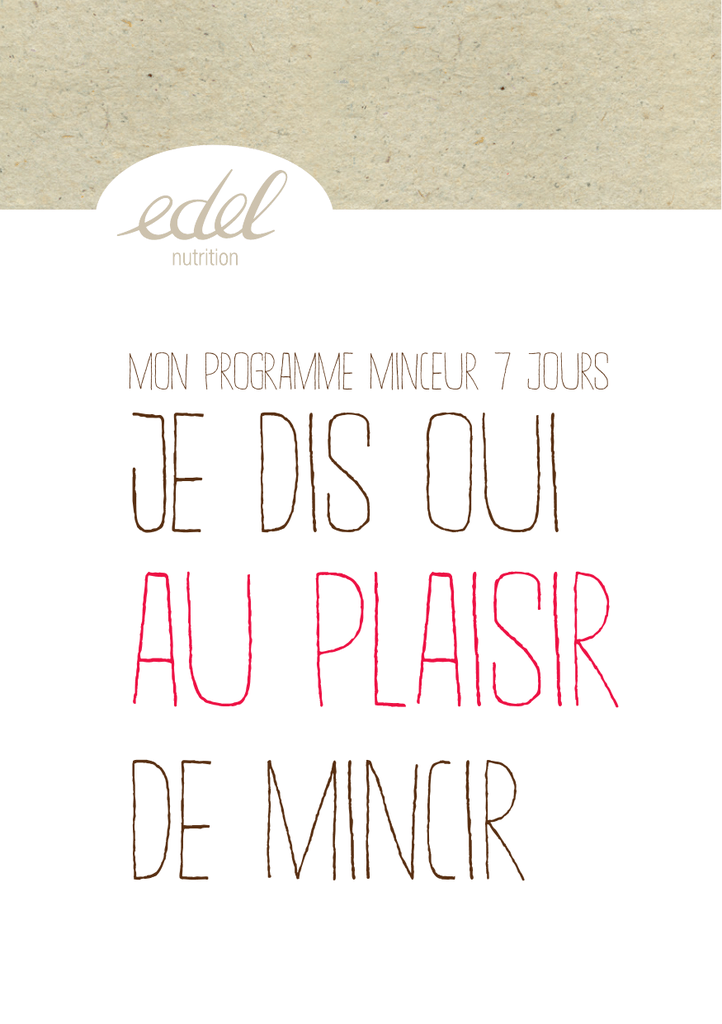 edel
nutrition
MON PROGRAMME MINCEUR 7 JOURS
JE DIS OUI
AU PLAISIR
DE MINCIR